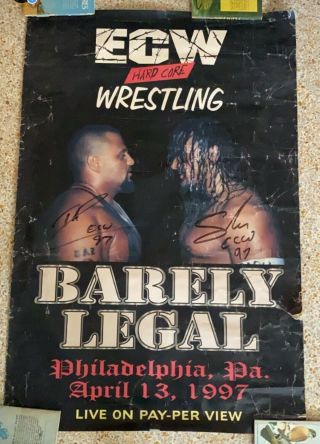 ECW
HARD CORE
WRESTLING
ECW
97
ECW
97
BARELY
LEGAL
Philadelphia, Pa.
April 13, 1997
LIVE ON PAY-PER VIEW